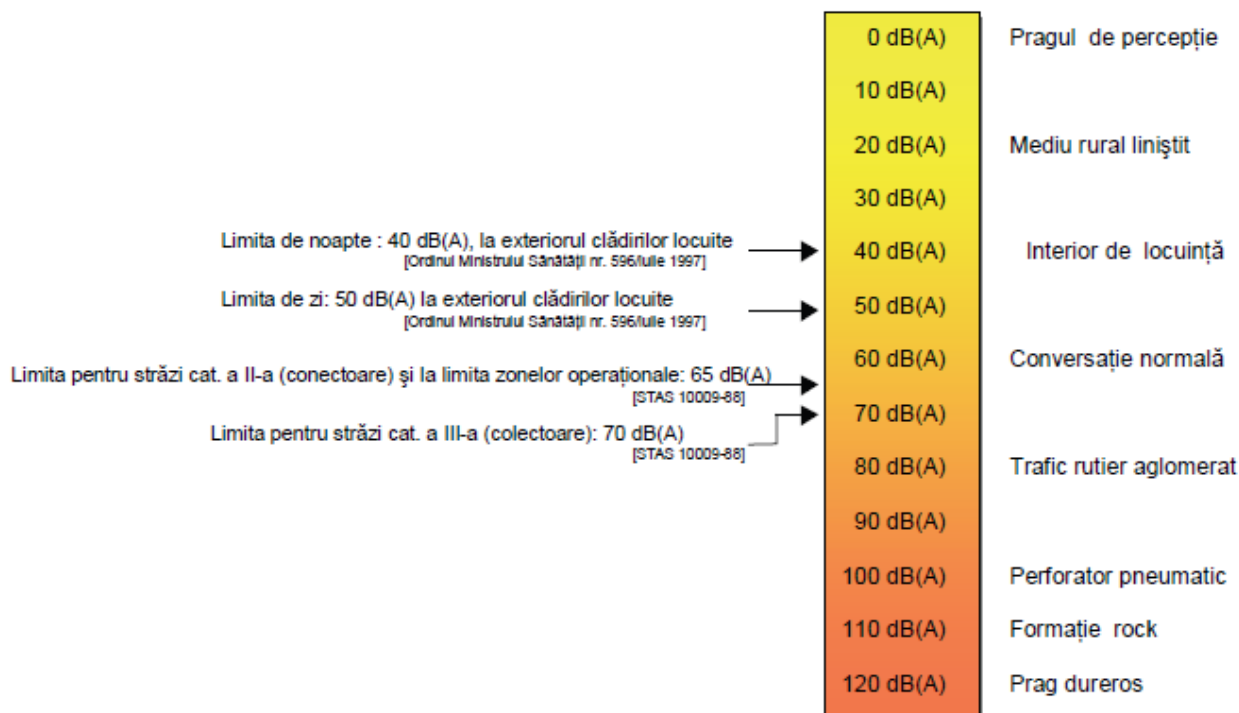 0 dB(A) Pragul de percepție
10 dB(A)
20 dB(A) Mediu rural liniştit
30 dB(A)
Limita de noapte : 40 dB(A), la exteriorul clădirilor locuite
[Ordinul Ministrului Sănătății nr. 596/iulie 1997]
40 dB(A) Interior de locuință
Limita de zi: 50 dB(A) la exteriorul clădirilor locuite
[Ordinul Ministrului Sănătății nr. 596/iulie 1997]
50 dB(A)
60 dB(A) Conversație normală
Limita pentru străzi cat. a II-a (conectoare) și la limita zonelor operaționale: 65 dB(A)
[STAS 10009-88]
70 dB(A)
Limita pentru străzi cat. a III-a (colectoare): 70 dB(A)
[STAS 10009-88]
80 dB(A) Trafic rutier aglomerat
90 dB(A)
100 dB(A) Perforator pneumatic
110 dB(A) Formație rock
120 dB(A) Prag dureros